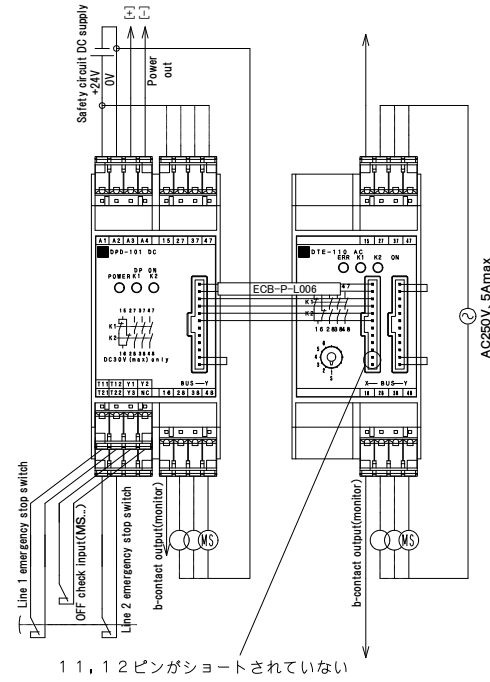 Safety circuit DC supply
+24V
0V
[+]
[-]
Power
out
A1 A2 A3 A4 15 27 37 47
DPD-101 DC
DP ON
POWER K1 K2
15 27 37 47
K1
K2
16 28 38 48
DC30V (max) only
T11 T12 Y1 Y2 BUS—Y
T21 T22 Y3 NC 16 28 38 48
ECB-P-L006
15 27 37 47
DTE-110 AC
ERR K1 K2 ON
47
K1
K2
16 28 38 48
X— BUS—Y
16 28 38 48
AC250V, 5Amax
Line 1 emergency stop switch
OFF check input(MS...)
Line 2 emergency stop switch
b-contact output(monitor)
MS
b-contact output(monitor)
MS
11,12ピンがショートされていない